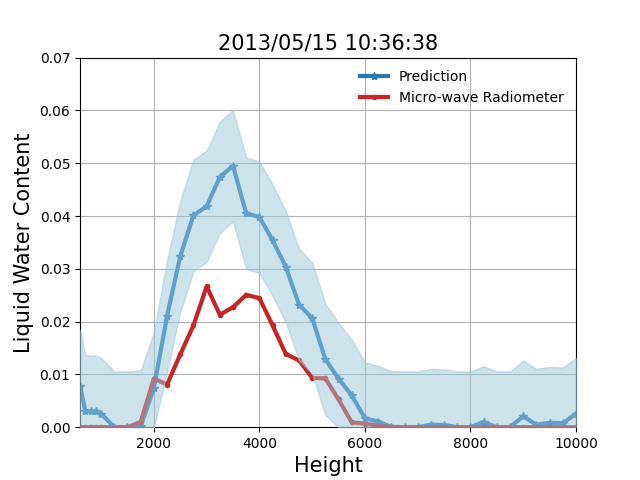 2013/05/15 10:36:38
Prediction
Micro-wave Radiometer
Liquid Water Content
0.07
0.06
0.05
0.04
0.03
0.02
0.01
0.00
2000 4000 6000 8000 10000
Height